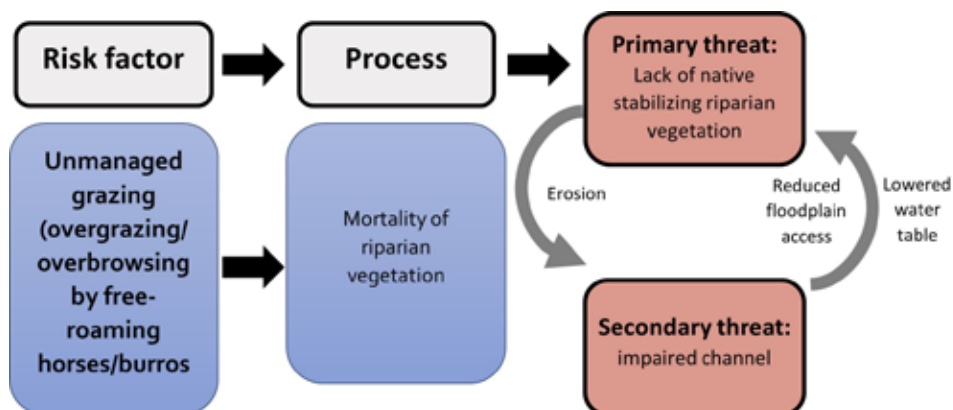 Risk factor
Process
Primary threat:
Lack of native
stabilizing riparian
vegetation
Unmanaged
grazing
(overgrazing/
overbrowsing
by free-
roaming
horses/burros
Mortality of
riparian
vegetation
Erosion
Reduced
floodplain
access
Lowered
water
table
Secondary threat:
impaired channel